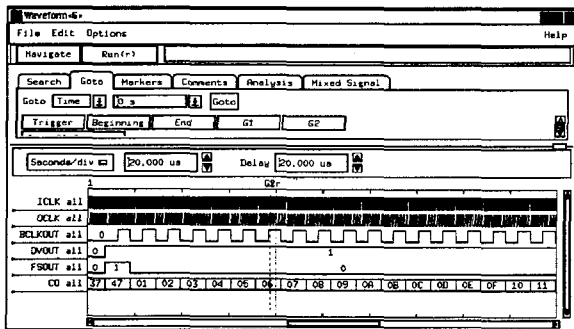 Waveform<6>
File Edit Options Help
Navigate Run(r)
Search Goto Markers Comments Analysis Mixed Signal
Goto Time 0 s Goto
Trigger Beginning End G1 G2
Seconds/div 20.000 us Delay 20.000 us
1 G2r
ICLK all
OCLK all
BCLKOUT all 0
DVOUT all 0 1
FSOUT all 0 1 0
CO all 37 47 01 02 03 04 05 06 07 08 09 0A 0B 0C 0D 0E 0F 10 11